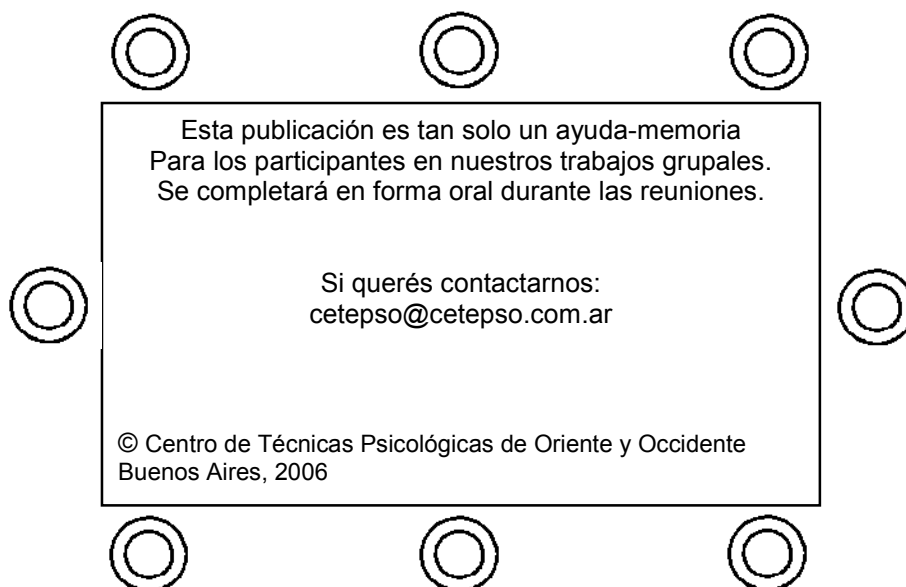 Esta publicación es tan solo un ayuda-memoria
Para los participantes en nuestros trabajos grupales.
Se completará en forma oral durante las reuniones.
Si querés contactarnos:
cetepso@cetepso.com.ar
© Centro de Técnicas Psicológicas de Oriente y Occidente
Buenos Aires, 2006